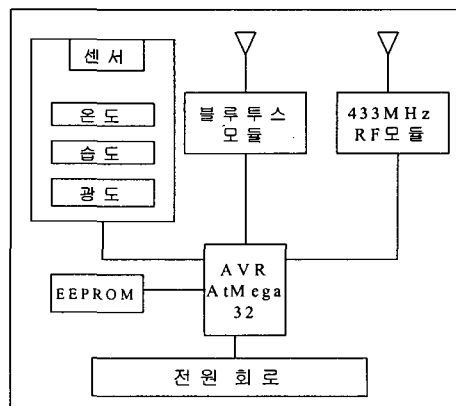 센서
온도
습도
광도
블루투스
모듈
433MHz
RF모듈
AVR
AtMega
32
EEPROM
전원 회로